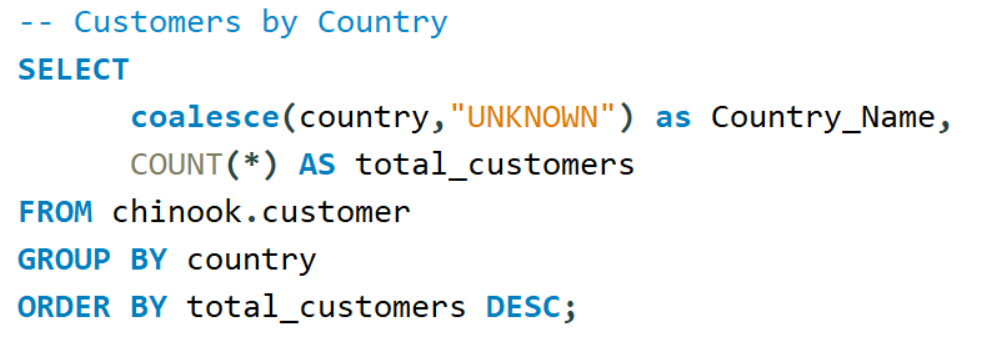 -- Customers by Country
SELECT
coalesce(country,"UNKNOWN") as Country_Name,
COUNT(*) AS total_customers
FROM chinook.customer
GROUP BY country
ORDER BY total_customers DESC;